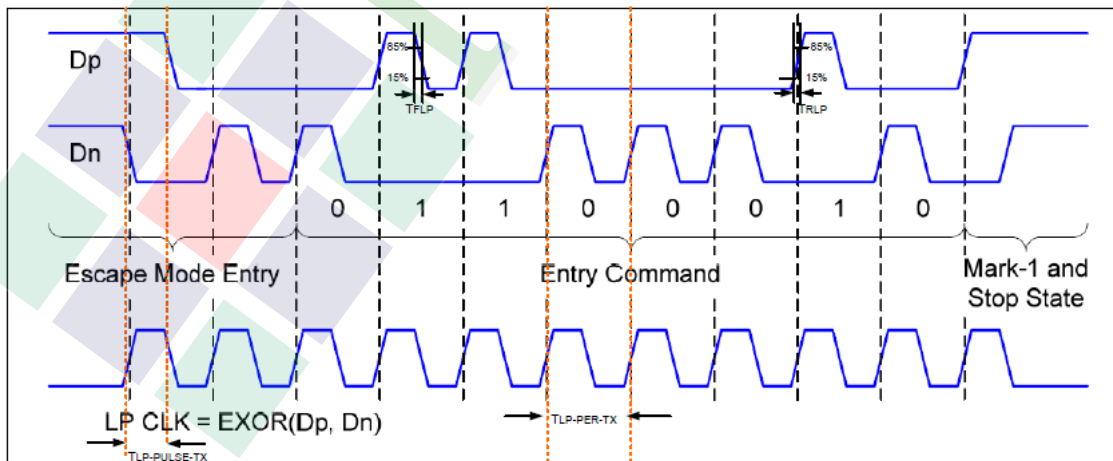 Dp
85%
15%
TFLP
85%
15%
TRLP
Dn
0 1 1 0 0 0 1 0
Escape Mode Entry
Entry Command
Mark-1 and
Stop State
LP CLK = EXOR(Dp, Dn)
TLP-PER-TX
TLP-PULSE-TX